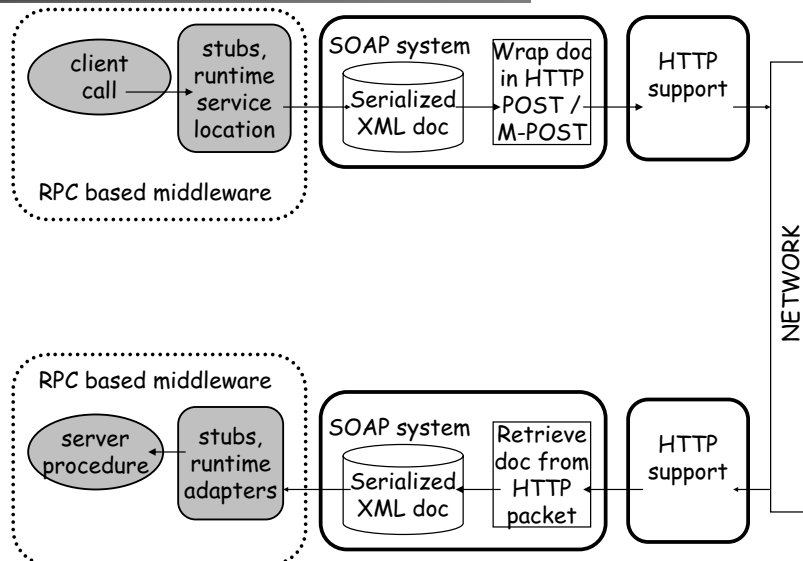 client
call
stubs,
runtime
service
location
RPC based middleware
SOAP system
Serialized
XML doc
Wrap doc
in HTTP
POST /
M-POST
HTTP
support
NETWORK
RPC based middleware
server
procedure
stubs,
runtime
adapters
SOAP system
Serialized
XML doc
Retrieve
doc from
HTTP
packet
HTTP
support